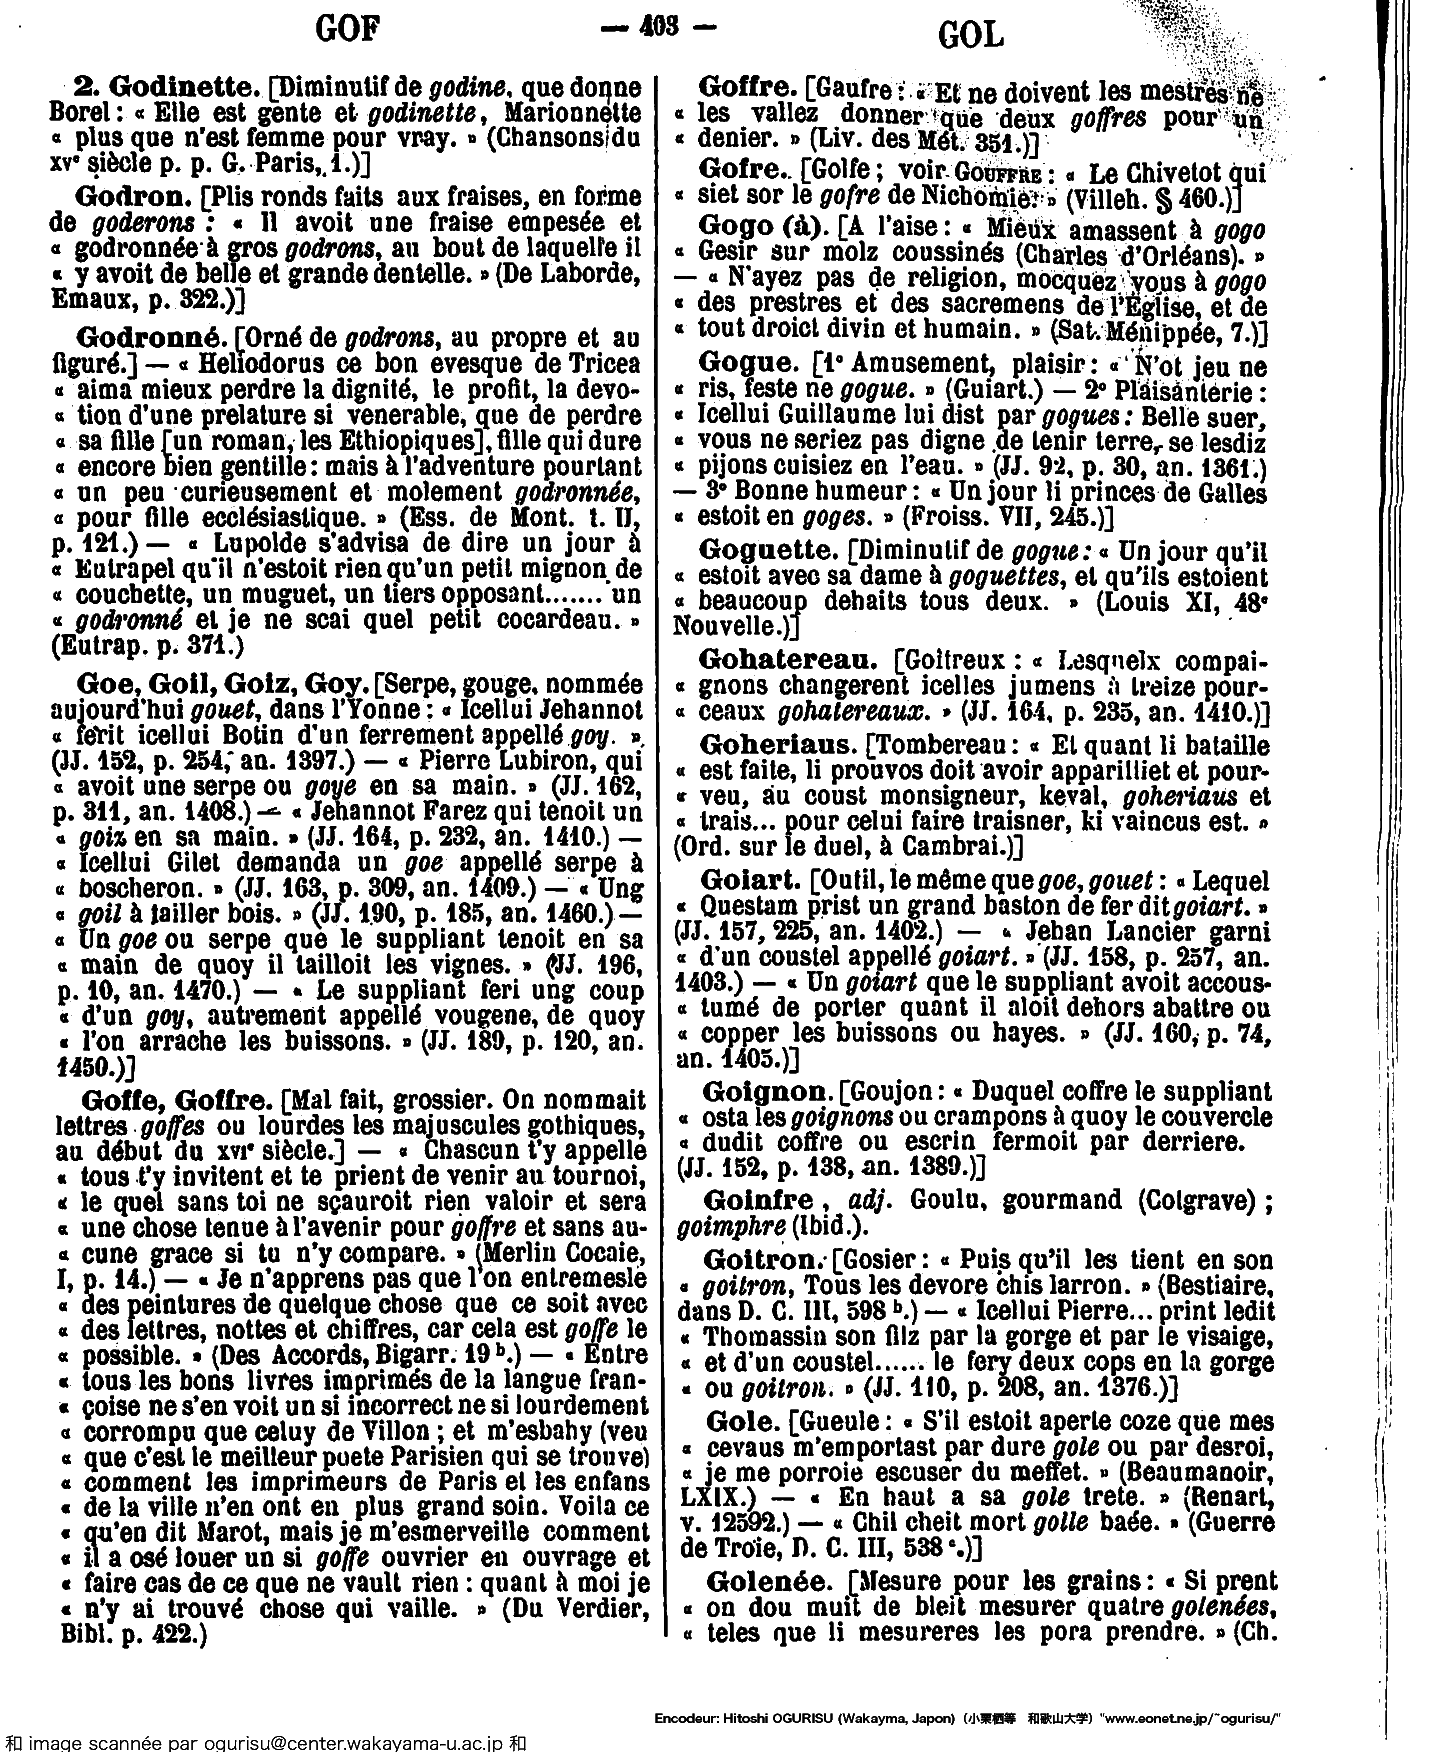 GOF — 403 — GOL
2. Godinette. [Diminutif de godine, que donne
Borel : « Elle est gente et godinette, Marionnette
« plus que n'est femme pour vray. » (Chansons du
xvᵉ siècle p. p. G. Paris, 1.)]
Godron. [Plis ronds faits aux fraises, en forme
de goderons : « Il avoit une fraise empesée et
« godronnée à gros godrons, au bout de laquelle il
« y avoit de belle et grande dentelle. » (De Laborde,
Emaux, p. 322.)]
Godronné. [Orné de godrons, au propre et au
figuré.] — « Heliodorus ce bon evesque de Tricea
« aima mieux perdre la dignité, le profit, la devo-
« tion d'une prelature si venerable, que de perdre
« sa fille [un roman, les Ethiopiques], fille qui dure
« encore bien gentille : mais à l'adventure pourtant
« un peu curieusement et molement godronnée,
« pour fille ecclésiastique. » (Ess. de Mont. t. II,
p. 121.) — « Lupolde s'advisa de dire un jour à
« Eutrapel qu'il n'estoit rien qu'un petit mignon de
« couchette, un muguet, un tiers opposant....... un
« godronné et je ne scai quel petit cocardeau. »
(Eutrap. p. 371.)
Goe, Goil, Goiz, Goy. [Serpe, gouge, nommée
aujourd'hui gouet, dans l'Yonne : « Icellui Jehannot
« ferit icellui Botin d'un ferrement appellé goy. »
(JJ. 152, p. 254, an. 1397.) — « Pierre Lubiron, qui
« avoit une serpe ou goye en sa main. » (JJ. 162,
p. 311, an. 1408.) — « Jehannot Farez qui tenoit un
« goiz en sa main. » (JJ. 164, p. 232, an. 1410.) —
« Icellui Gilet demanda un goe appellé serpe à
« boscheron. » (JJ. 163, p. 309, an. 1409.) — « Ung
« goil à tailler bois. » (JJ. 190, p. 185, an. 1460.) —
« Un goe ou serpe que le suppliant tenoit en sa
« main de quoy il tailloit les vignes. » (JJ. 196,
p. 10, an. 1470.) — « Le suppliant feri ung coup
« d'un goy, autrement appellé vougene, de quoy
« l'on arrache les buissons. » (JJ. 189, p. 120, an.
1450.)]
Goffe, Goffre. [Mal fait, grossier. On nommait
lettres goffes ou lourdes les majuscules gothiques,
au début du xvıᵉ siècle.] — « Chascun t'y appelle
« tous t'y invitent et te prient de venir au tournoi,
« le quel sans toi ne sçauroit rien valoir et sera
« une chose tenue à l'avenir pour goffre et sans au-
« cune grace si tu n'y compare. » (Merlin Cocaie,
I, p. 14.) — « Je n'apprens pas que l'on entremesle
« des peintures de quelque chose que ce soit avec
« des lettres, nottes et chiffres, car cela est goffe le
« possible. » (Des Accords, Bigarr. 19 ᵇ.) — « Entre
« tous les bons livres imprimés de la langue fran-
« çoise ne s'en voit un si incorrect ne si lourdement
« corrompu que celuy de Villon ; et m'esbahy (veu
« que c'est le meilleur poete Parisien qui se trouve)
« comment les imprimeurs de Paris et les enfans
« de la ville n'en ont en plus grand soin. Voila ce
« qu'en dit Marot, mais je m'esmerveille comment
« il a osé louer un si goffe ouvrier en ouvrage et
« faire cas de ce que ne vault rien : quant à moi je
« n'y ai trouvé chose qui vaille. » (Du Verdier,
Bibl. p. 422.)
Goffre. [Gaufre : « Et ne doivent les mestres ne
« les vallez donner que deux goffres pour un
« denier. » (Liv. des Mét. 351.)]
Gofre. [Golfe ; voir GOUFFRE : « Le Chivetot qui
« siet sor le gofre de Nichomie. » (Villeh. § 460.)]
Gogo (à). [A l'aise : « Mieux amassent à gogo
« Gesir sur molz coussinés (Charles d'Orléans). »
— « N'ayez pas de religion, mocquez vous à gogo
« des prestres et des sacremens de l'Eglise, et de
« tout droict divin et humain. » (Sat. Ménippée, 7.)]
Gogue. [1º Amusement, plaisir : « N'ot jeu ne
« ris, feste ne gogue. » (Guiart.) — 2º Plaisanterie :
« Icellui Guillaume lui dist par gogues : Belle suer,
« vous ne seriez pas digne de tenir terre, se lesdiz
« pijons cuisiez en l'eau. » (JJ. 92, p. 30, an. 1361.)
— 3º Bonne humeur : « Un jour li princes de Galles
« estoit en goges. » (Froiss. VII, 245.)]
Goguette. [Diminutif de gogue : « Un jour qu'il
« estoit avec sa dame à goguettes, et qu'ils estoient
« beaucoup dehaits tous deux. » (Louis XI, 48ᵉ
Nouvelle.)]
Gohatereau. [Goitreux : « Lesquelx compai-
« gnons changerent icelles jumens à treize pour-
« ceaux gohatereaux. » (JJ. 164, p. 235, an. 1410.)]
Goheriaus. [Tombereau : « Et quant li bataille
« est faite, li prouvos doit avoir apparilliet et pour-
« veu, au coust monsigneur, keval, goheriaus et
« trais... pour celui faire traisner, ki vaincus est. »
(Ord. sur le duel, à Cambrai.)]
Goiart. [Outil, le même que goe, gouet : « Lequel
« Questam prist un grand baston de fer dit goiart. »
(JJ. 157, 225, an. 1402.) — « Jehan Lancier garni
« d'un coustel appellé goiart. » (JJ. 158, p. 257, an.
1403.) — « Un goiart que le suppliant avoit accous-
« tumé de porter quant il aloit dehors abattre ou
« copper les buissons ou hayes. » (JJ. 160, p. 74,
an. 1405.)]
Goignon. [Goujon : « Duquel coffre le suppliant
« osta les goignons ou crampons à quoy le couvercle
« dudit coffre ou escrin fermoit par derriere.
(JJ. 152, p. 138, an. 1389.)]
Goinfre, adj. Goulu, gourmand (Cotgrave) ;
goimphre (Ibid.).
Goitron. [Gosier : « Puis qu'il les tient en son
« goitron, Tous les devore chis larron. » (Bestiaire,
dans D. C. III, 598 ᵇ.) — « Icellui Pierre... print ledit
« Thomassin son filz par la gorge et par le visaige,
« et d'un coustel...... le fery deux cops en la gorge
« ou goitron. » (JJ. 110, p. 208, an. 1376.)]
Gole. [Gueule : « S'il estoit aperte coze que mes
« cevaus m'emportast par dure gole ou par desroi,
« je me porroie escuser du meffet. » (Beaumanoir,
LXIX.) — « En haut a sa gole trete. » (Renart,
v. 12592.) — « Chil cheit mort golle baée. » (Guerre
de Troie, D. C. III, 538 ᶜ.)]
Golenée. [Mesure pour les grains : « Si prent
« on dou muit de bleit mesurer quatre golenées,
« teles que li mesureres les pora prendre. » (Ch.
Encodeur: Hitoshi OGURISU (Wakayma, Japon) (小栗栖等 和歌山大学) "www.eonet.ne.jp/~ogurisu/"
和 image scannée par ogurisu@center.wakayama-u.ac.jp 和